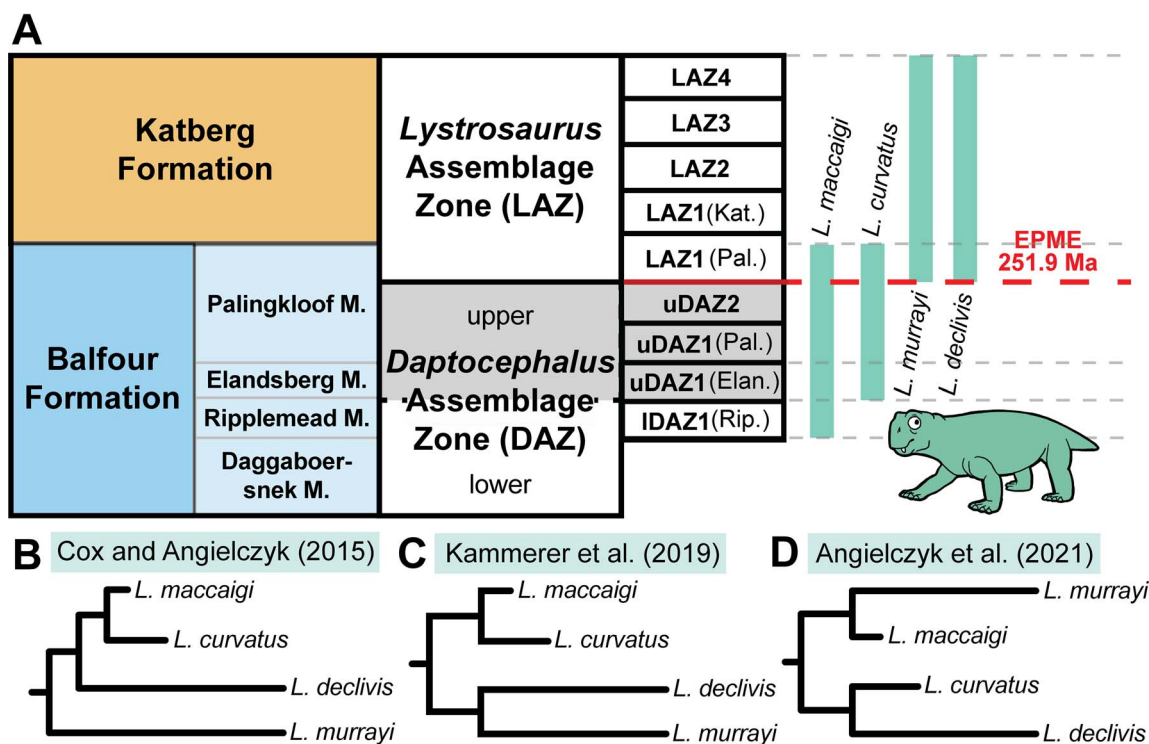 A
Katberg
Formation
Balfour
Formation
Palingkloof M.
Elandsberg M.
Ripplemead M.
Daggaboer-
snek M.
Lystrosaurus
Assemblage
Zone (LAZ)
upper
Daptocephalus
Assemblage
Zone (DAZ)
lower
LAZ4
LAZ3
LAZ2
LAZ1 (Kat.)
LAZ1 (Pal.)
uDAZ2
uDAZ1 (Pal.)
uDAZ1 (Elan.)
lDAZ1 (Rip.)
L. maccaigi
L. curvatus
L. murrayi
L. declivis
EPME
251.9 Ma
B Cox and Angielczyk (2015)
L. maccaigi
L. curvatus
L. declivis
L. murrayi
C Kammerer et al. (2019)
L. maccaigi
L. curvatus
L. declivis
L. murrayi
D Angielczyk et al. (2021)
L. murrayi
L. maccaigi
L. curvatus
L. declivis